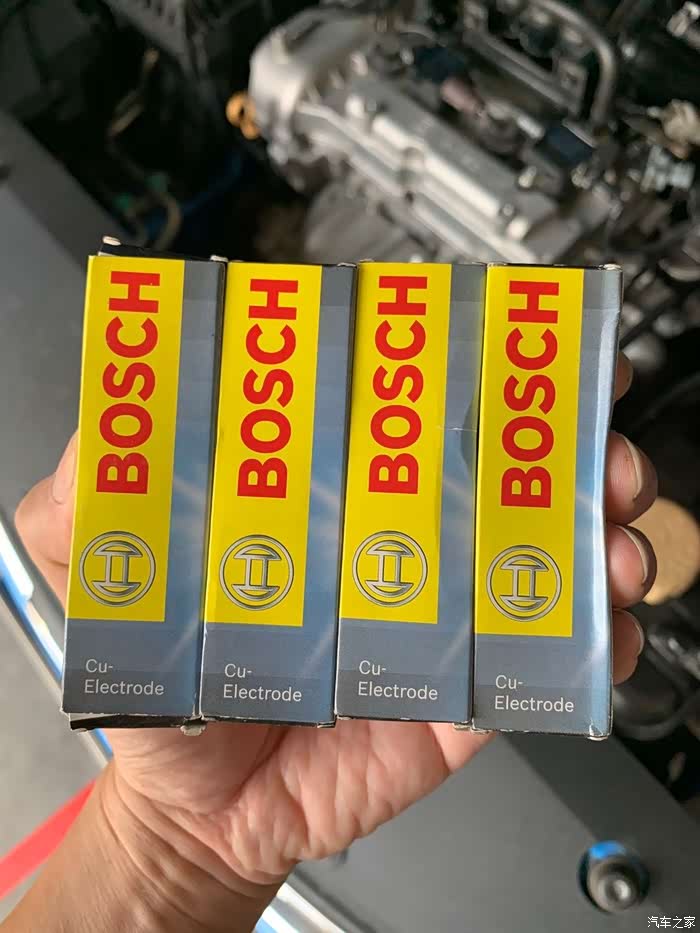 BOSCH
Cu-
Electrode
BOSCH
Cu-
Electrode
BOSCH
Cu-
Electrode
BOSCH
Cu-
Electrode
汽车之家